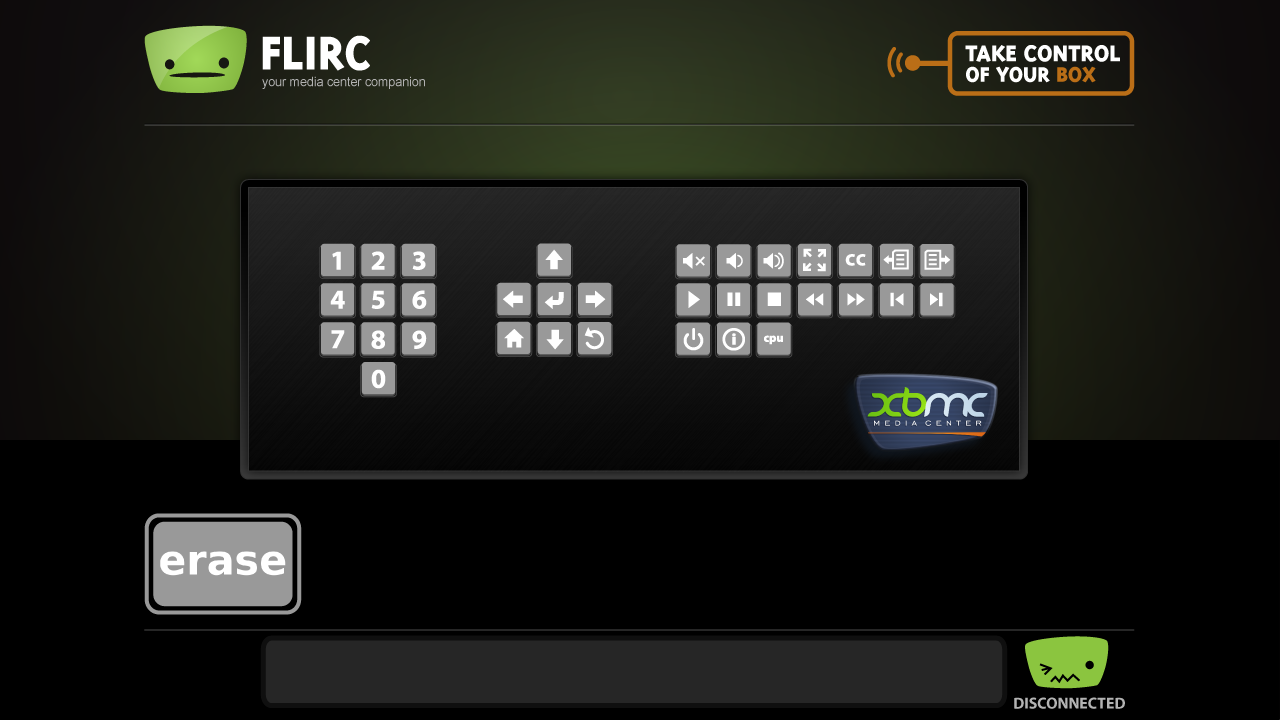 FLIRC
your media center companion
TAKE CONTROL
OF YOUR BOX
1 2 3
CC
4 5 6
7 8 9
cpu
0
xbmc
MEDIA CENTER
erase
DISCONNECTED